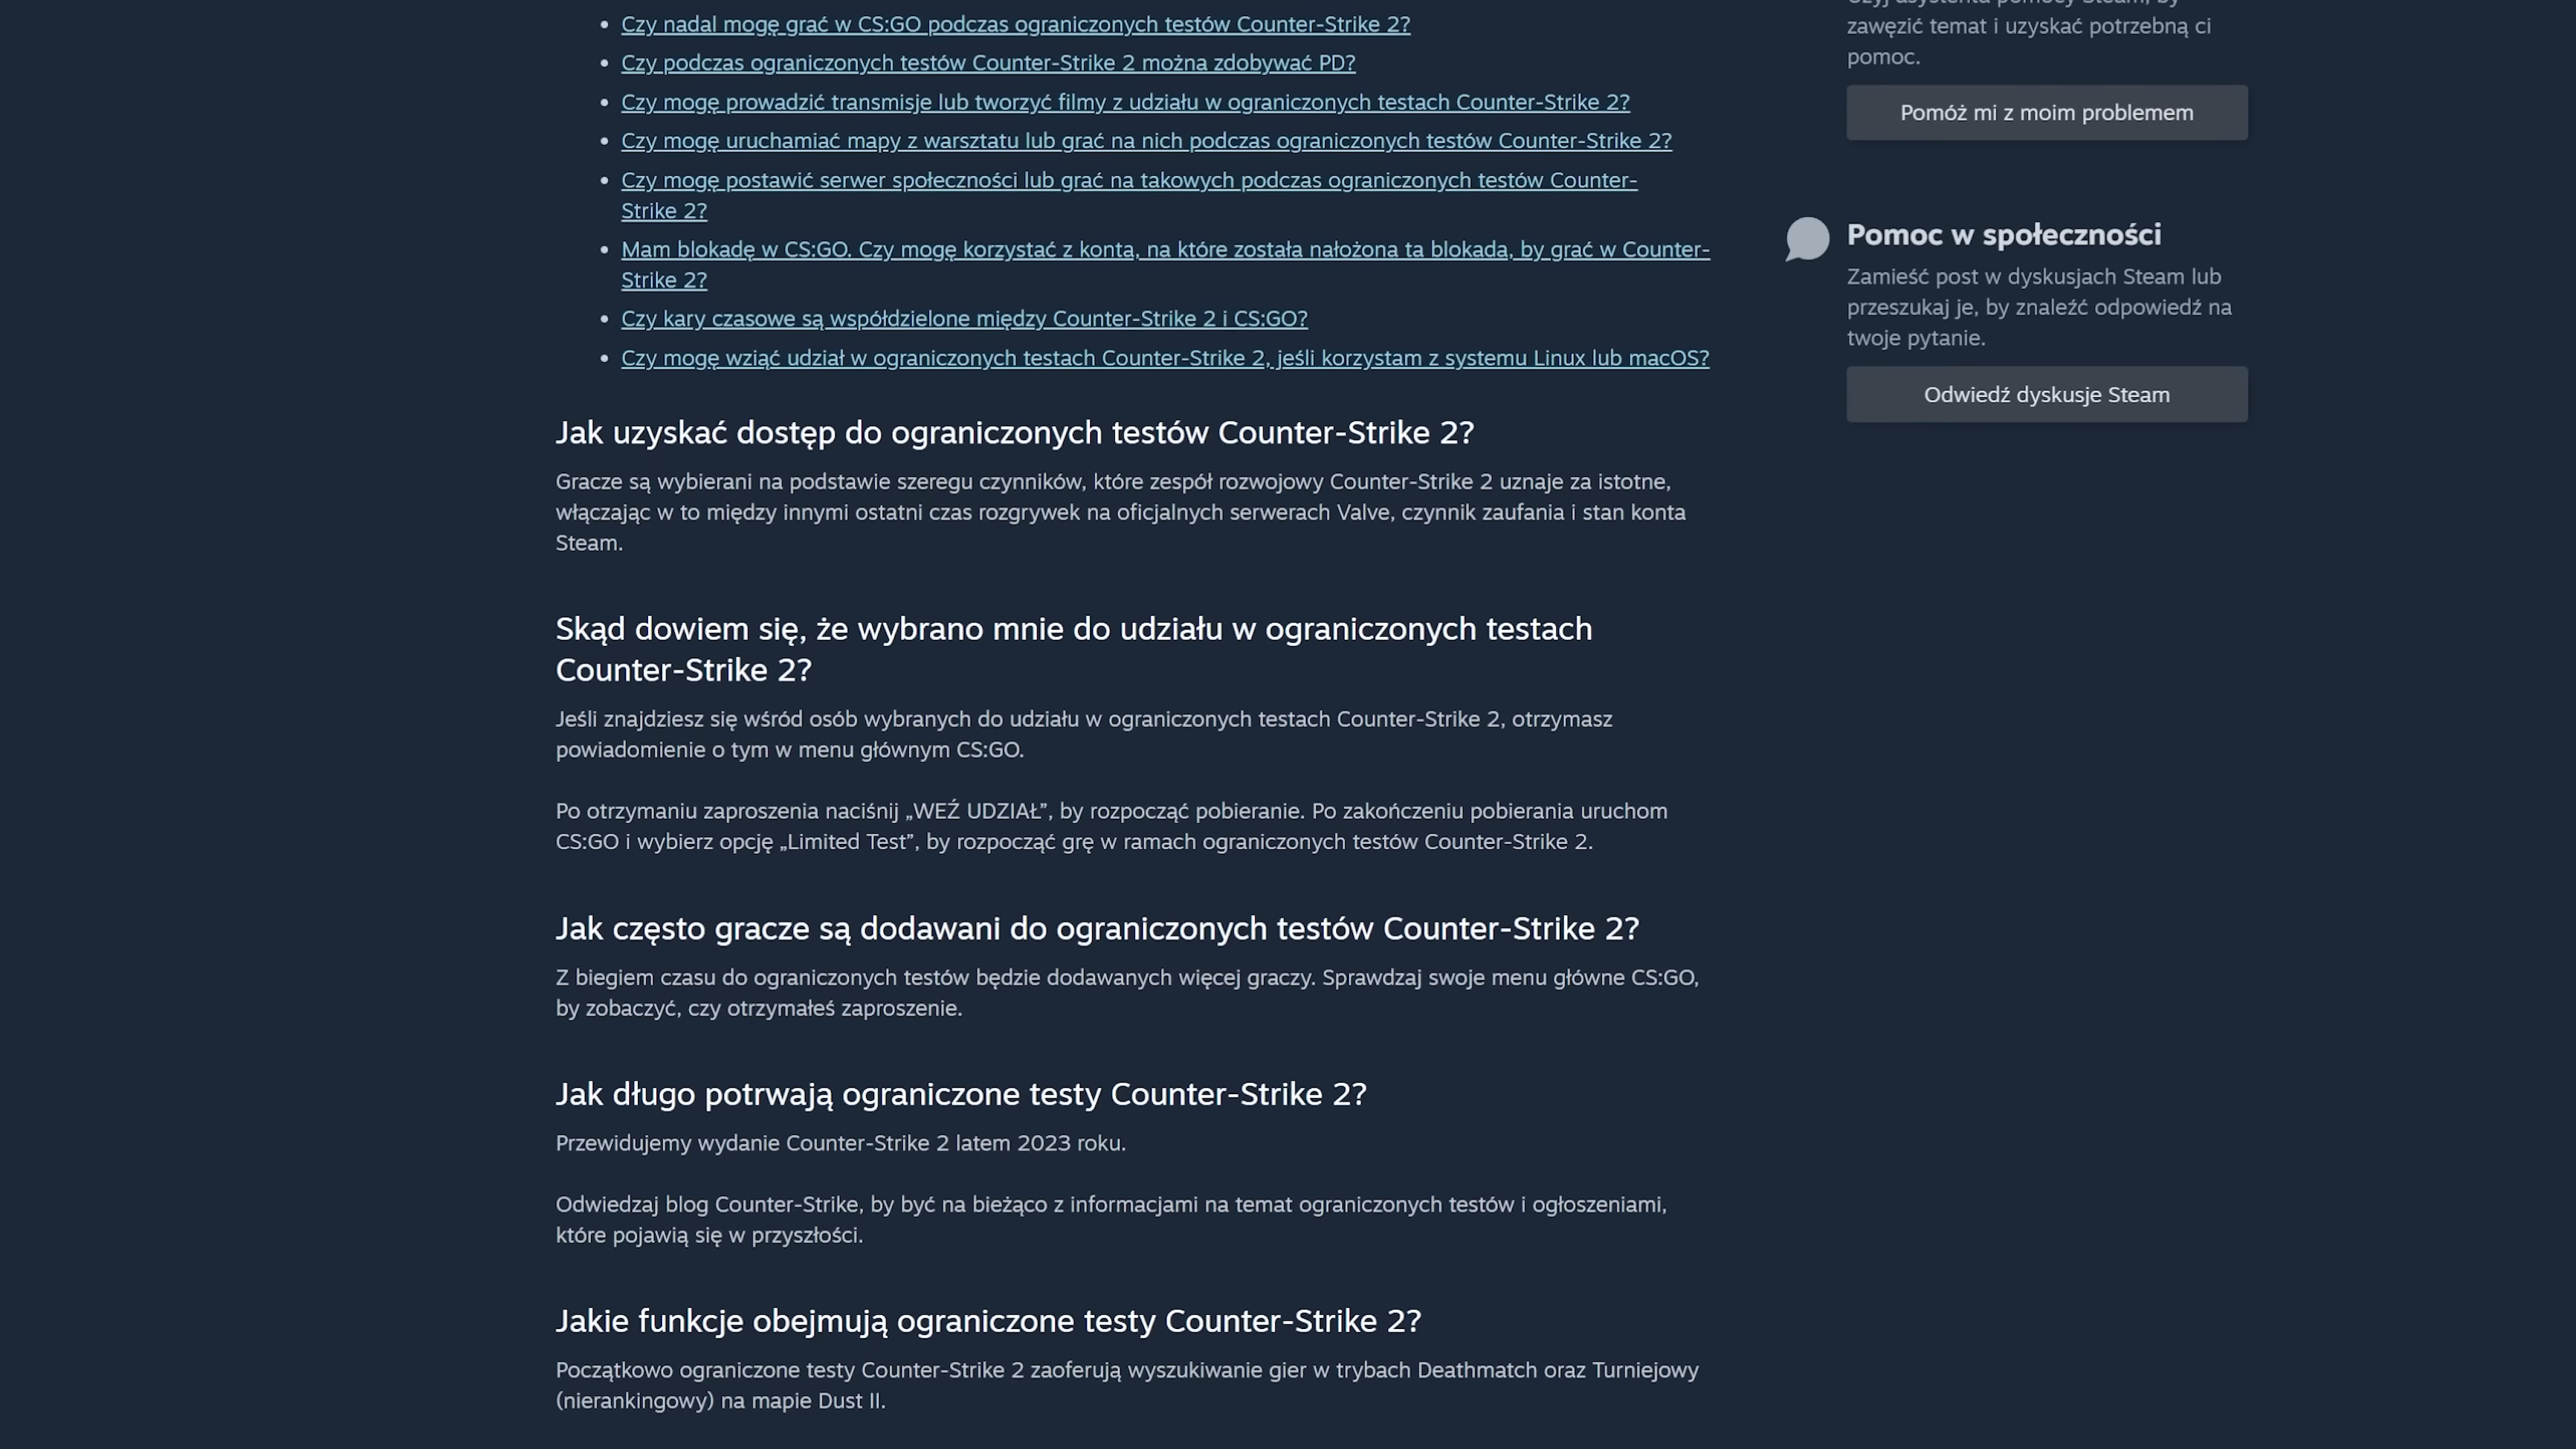 Czy nadal mogę grać w CS:GO podczas ograniczonych testów Counter-Strike 2?
Czy podczas ograniczonych testów Counter-Strike 2 można zdobywać PD?
Czy mogę prowadzić transmisje lub tworzyć filmy z udziału w ograniczonych testach Counter-Strike 2?
Czy mogę uruchamiać mapy z warsztatu lub grać na nich podczas ograniczonych testów Counter-Strike 2?
Czy mogę postawić serwer społeczności lub grać na takowych podczas ograniczonych testów Counter-
Strike 2?
Mam blokadę w CS:GO. Czy mogę korzystać z konta, na które została nałożona ta blokada, by grać w Counter-
Strike 2?
Czy kary czasowe są współdzielone między Counter-Strike 2 i CS:GO?
Czy mogę wziąć udział w ograniczonych testach Counter-Strike 2, jeśli korzystam z systemu Linux lub macOS?
Jak uzyskać dostęp do ograniczonych testów Counter-Strike 2?
Gracze są wybierani na podstawie szeregu czynników, które zespół rozwojowy Counter-Strike 2 uznaje za istotne,
włączając w to między innymi ostatni czas rozgrywek na oficjalnych serwerach Valve, czynnik zaufania i stan konta
Steam.
Skąd dowiem się, że wybrano mnie do udziału w ograniczonych testach
Counter-Strike 2?
Jeśli znajdziesz się wśród osób wybranych do udziału w ograniczonych testach Counter-Strike 2, otrzymasz
powiadomienie o tym w menu głównym CS:GO.
Po otrzymaniu zaproszenia naciśnij „WEŹ UDZIAŁ”, by rozpocząć pobieranie. Po zakończeniu pobierania uruchom
CS:GO i wybierz opcję „Limited Test”, by rozpocząć grę w ramach ograniczonych testów Counter-Strike 2.
Jak często gracze są dodawani do ograniczonych testów Counter-Strike 2?
Z biegiem czasu do ograniczonych testów będzie dodawanych więcej graczy. Sprawdzaj swoje menu główne CS:GO,
by zobaczyć, czy otrzymałeś zaproszenie.
Jak długo potrwają ograniczone testy Counter-Strike 2?
Przewidujemy wydanie Counter-Strike 2 latem 2023 roku.
Odwiedzaj blog Counter-Strike, by być na bieżąco z informacjami na temat ograniczonych testów i ogłoszeniami,
które pojawią się w przyszłości.
Jakie funkcje obejmują ograniczone testy Counter-Strike 2?
Początkowo ograniczone testy Counter-Strike 2 zaoferują wyszukiwanie gier w trybach Deathmatch oraz Turniejowy
(nierankingowy) na mapie Dust II.
Użyj asystenta pomocy Steam, by
zawęzić temat i uzyskać potrzebną ci
pomoc.
Pomóż mi z moim problemem
Pomoc w społeczności
Zamieść post w dyskusjach Steam lub
przeszukaj je, by znaleźć odpowiedź na
twoje pytanie.
Odwiedź dyskusje Steam